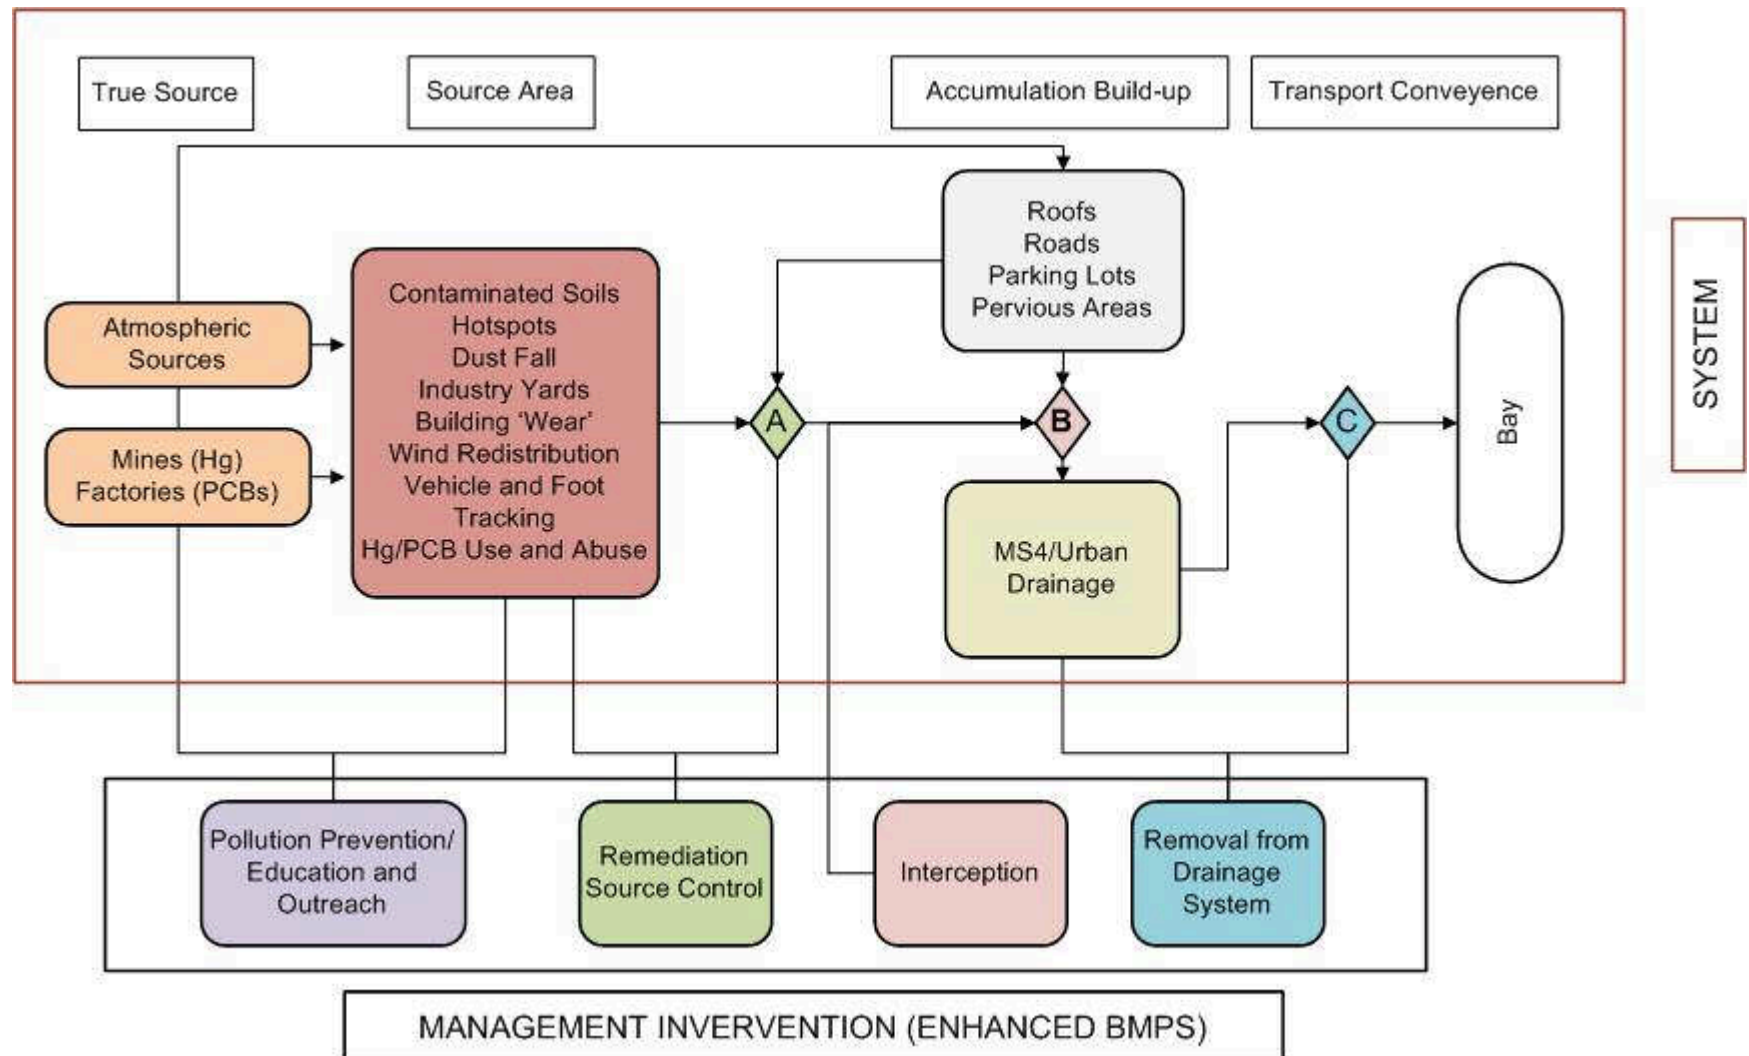 True Source
Source Area
Accumulation Build-up
Transport Conveyence
Roofs
Roads
Parking Lots
Pervious Areas
Atmospheric
Sources
Mines (Hg)
Factories (PCBs)
Contaminated Soils
Hotspots
Dust Fall
Industry Yards
Building ‘Wear’
Wind Redistribution
Vehicle and Foot
Tracking
Hg/PCB Use and Abuse
A
B
C
MS4/Urban
Drainage
Bay
SYSTEM
Pollution Prevention/
Education and
Outreach
Remediation
Source Control
Interception
Removal from
Drainage
System
MANAGEMENT INVERVENTION (ENHANCED BMPS)